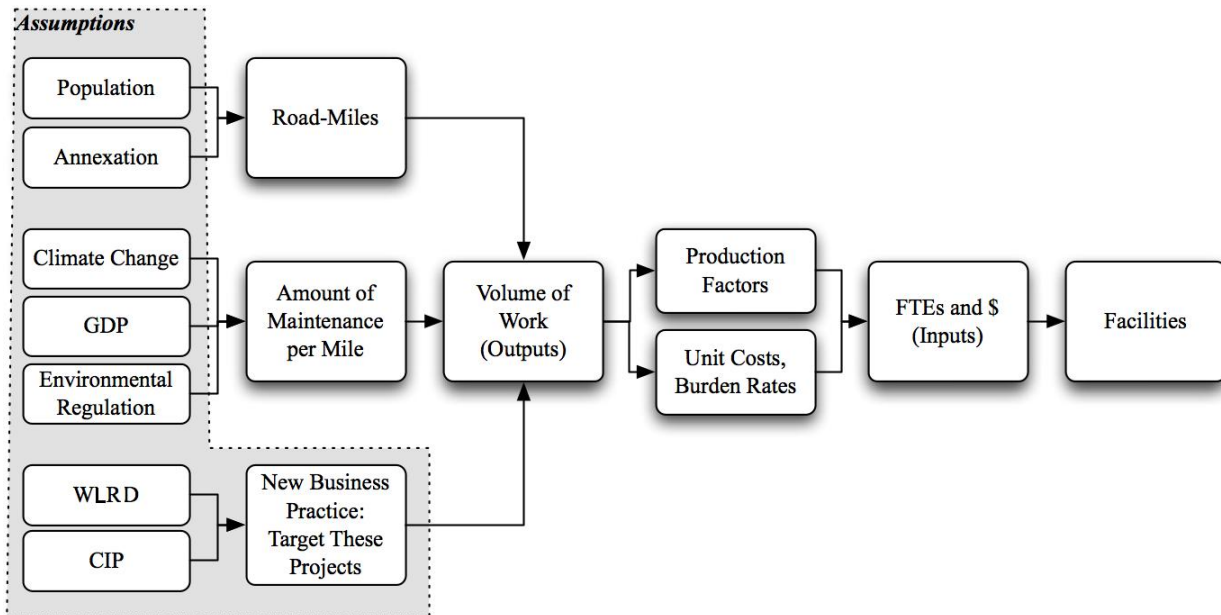 Assumptions
Population
Annexation
Road-Miles
Climate Change
GDP
Environmental
Regulation
Amount of
Maintenance
per Mile
Volume of
Work
(Outputs)
Production
Factors
Unit Costs,
Burden Rates
FTEs and $
(Inputs)
Facilities
WLRD
CIP
New Business
Practice:
Target These
Projects